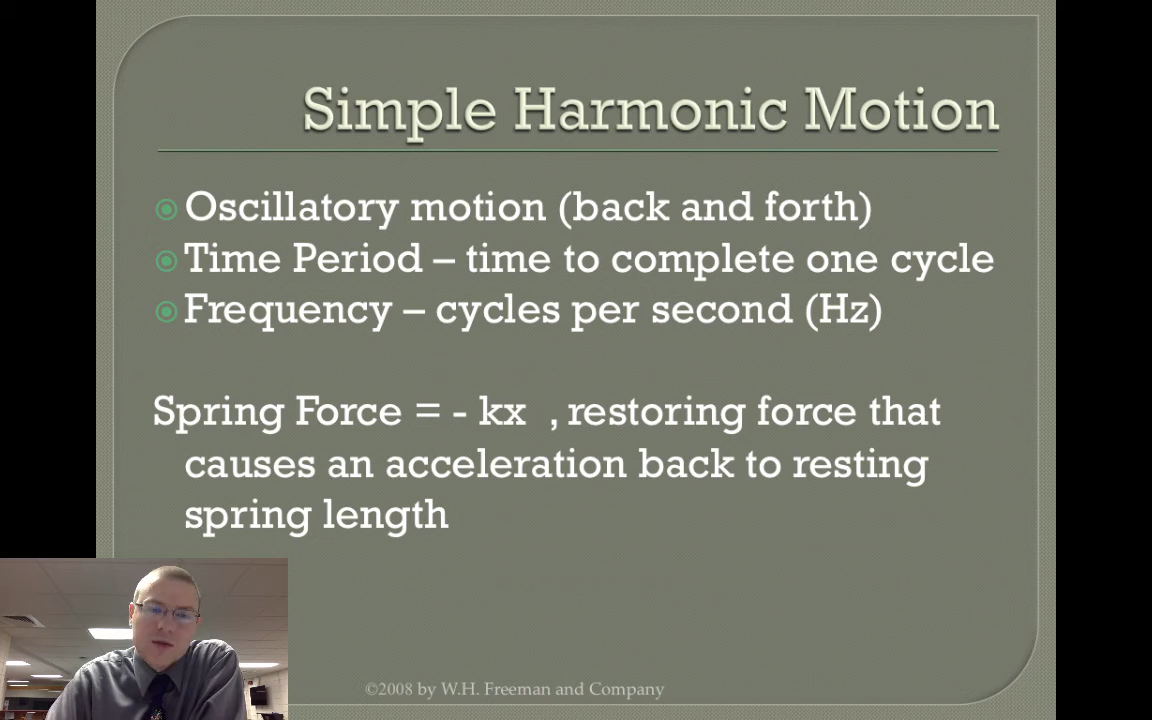 Simple Harmonic Motion
Oscillatory motion (back and forth)
Time Period – time to complete one cycle
Frequency – cycles per second (Hz)
Spring Force = - kx , restoring force that
causes an acceleration back to resting
spring length
©2008 by W.H. Freeman and Company